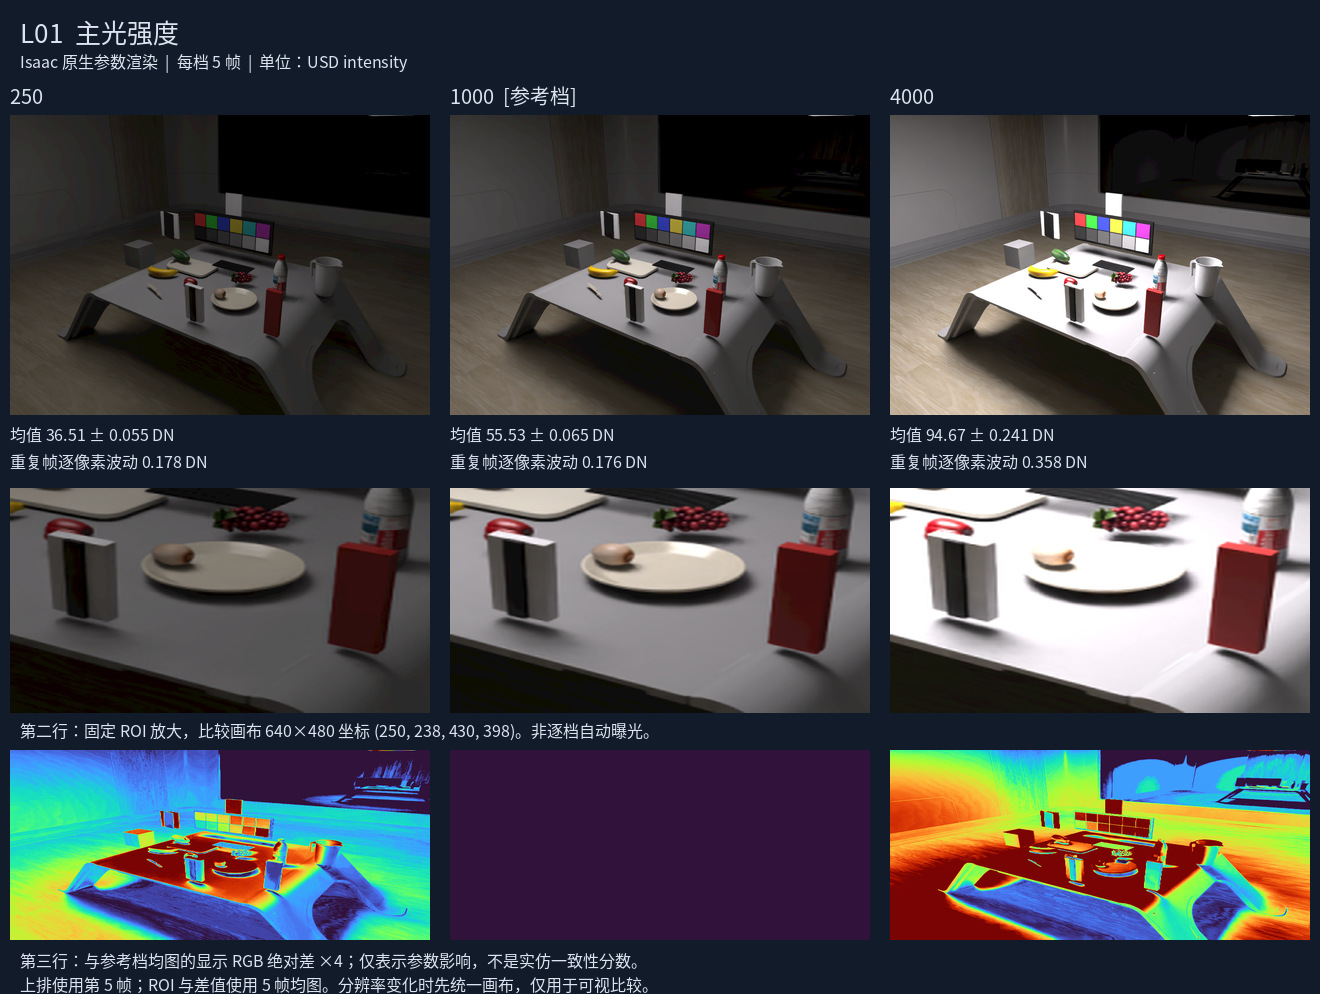 L01 主光强度
Isaac 原生参数渲染 | 每档 5 帧 | 单位：USD intensity
250
1000 [参考档]
4000
均值 36.51 ± 0.055 DN
重复帧逐像素波动 0.178 DN
均值 55.53 ± 0.065 DN
重复帧逐像素波动 0.176 DN
均值 94.67 ± 0.241 DN
重复帧逐像素波动 0.358 DN
第二行：固定 ROI 放大，比较画布 640×480 坐标 (250, 238, 430, 398)。非逐档自动曝光。
第三行：与参考档均图的显示 RGB 绝对差 ×4；仅表示参数影响，不是实仿一致性分数。
上排使用第 5 帧；ROI 与差值使用 5 帧均图。分辨率变化时先统一画布，仅用于可视比较。